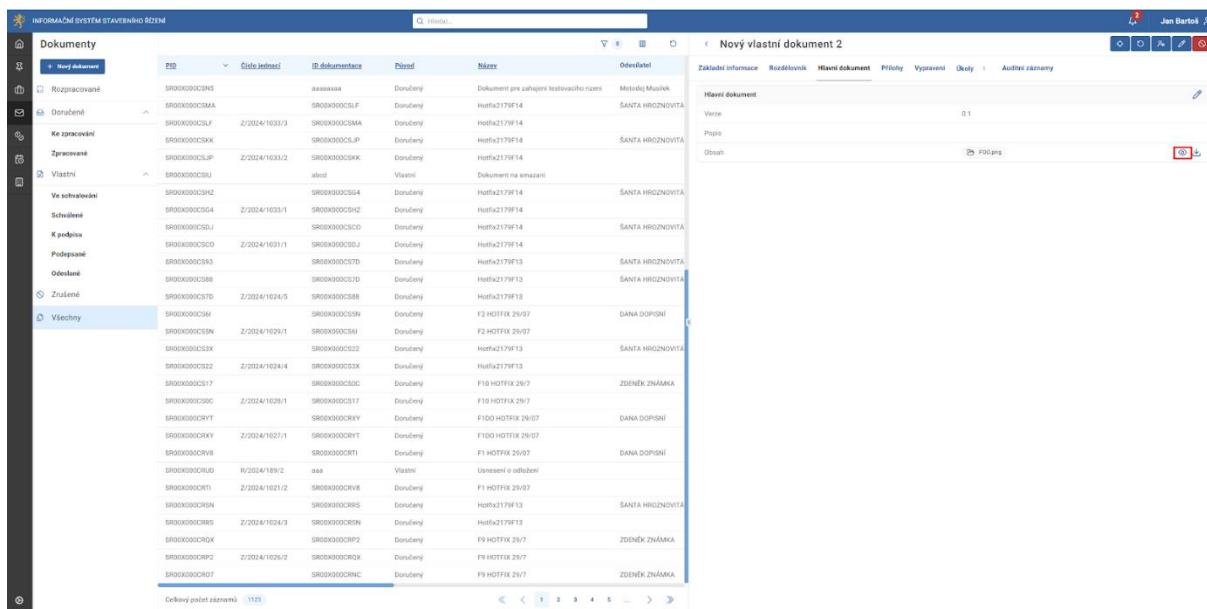 INFORMAČNÍ SYSTÉM STAVEBNÍHO ŘÍZENÍ
Hledat...
2
Jan Bartoš
Dokumenty
8
Nový vlastní dokument 2
+ Nový dokument
Rozpracované
Doručené
Ke zpracování
Zpracované
Vlastní
Ve schvalování
Schválené
K podpisu
Podepsané
Odeslané
Zrušené
Všechny
PID Číslo jednací ID dokumentace Původ Název Odesílatel
SR00X000CSNS aaaaaaaa Doručený Dokument pre zahajeni testovaciho rizeni Metodej Musilek
SR00X000CSMA SR00X000CSLF Doručený Hotfix2179F14 ŠANTA HROZNOVITÁ
SR00X000CSLF Z/2024/1033/3 SR00X000CSMA Doručený Hotfix2179F14
SR00X000CSKK SR00X000CSJP Doručený Hotfix2179F14 ŠANTA HROZNOVITÁ
SR00X000CSJP Z/2024/1033/2 SR00X000CSKK Doručený Hotfix2179F14
SR00X000CSIU abcd Vlastní Dokument na smazani
SR00X000CSHZ SR00X000CSG4 Doručený Hotfix2179F14 ŠANTA HROZNOVITÁ
SR00X000CSG4 Z/2024/1033/1 SR00X000CSHZ Doručený Hotfix2179F14
SR00X000CSDJ SR00X000CSCO Doručený Hotfix2179F14 ŠANTA HROZNOVITÁ
SR00X000CSCO Z/2024/1031/1 SR00X000CSDJ Doručený Hotfix2179F14
SR00X000CS93 SR00X000CS7D Doručený Hotfix2179F13 ŠANTA HROZNOVITÁ
SR00X000CS88 SR00X000CS7D Doručený Hotfix2179F13 ŠANTA HROZNOVITÁ
SR00X000CS7D Z/2024/1024/5 SR00X000CS88 Doručený Hotfix2179F13
SR00X000CS6I SR00X000CS5N Doručený F2 HOTFIX 29/07 DANA DOPISNÍ
SR00X000CS5N Z/2024/1029/1 SR00X000CS6I Doručený F2 HOTFIX 29/07
SR00X000CS3X SR00X000CS22 Doručený Hotfix2179F13 ŠANTA HROZNOVITÁ
SR00X000CS22 Z/2024/1024/4 SR00X000CS3X Doručený Hotfix2179F13
SR00X000CS17 SR00X000CS0C Doručený F10 HOTFIX 29/7 ZDENĚK ZNÁMKA
SR00X000CS0C Z/2024/1028/1 SR00X000CS17 Doručený F10 HOTFIX 29/7
SR00X000CRYT SR00X000CRXY Doručený F1DO HOTFIX 29/07 DANA DOPISNÍ
SR00X000CRXY Z/2024/1027/1 SR00X000CRYT Doručený F1DO HOTFIX 29/07
SR00X000CRV8 SR00X000CRTI Doručený F1 HOTFIX 29/07 DANA DOPISNÍ
SR00X000CRUD R/2024/189/2 aaa Vlastní Usnesení o odložení
SR00X000CRTI Z/2024/1021/2 SR00X000CRV8 Doručený F1 HOTFIX 29/07
SR00X000CRSN SR00X000CRRS Doručený Hotfix2179F13 ŠANTA HROZNOVITÁ
SR00X000CRRS Z/2024/1024/3 SR00X000CRSN Doručený Hotfix2179F13
SR00X000CRQX SR00X000CRP2 Doručený F9 HOTFIX 29/7 ZDENĚK ZNÁMKA
SR00X000CRP2 Z/2024/1026/2 SR00X000CRQX Doručený F9 HOTFIX 29/7
SR00X000CRO7 SR00X000CRNC Doručený F9 HOTFIX 29/7 ZDENĚK ZNÁMKA
Celkový počet záznamů 1123
1 2 3 4 5 ...
Základní informace Rozdělovník Hlavní dokument Přílohy Vypravení Úkoly 1 Auditní záznamy
Hlavní dokument
Verze 0.1
Popis
Obsah FOO.png